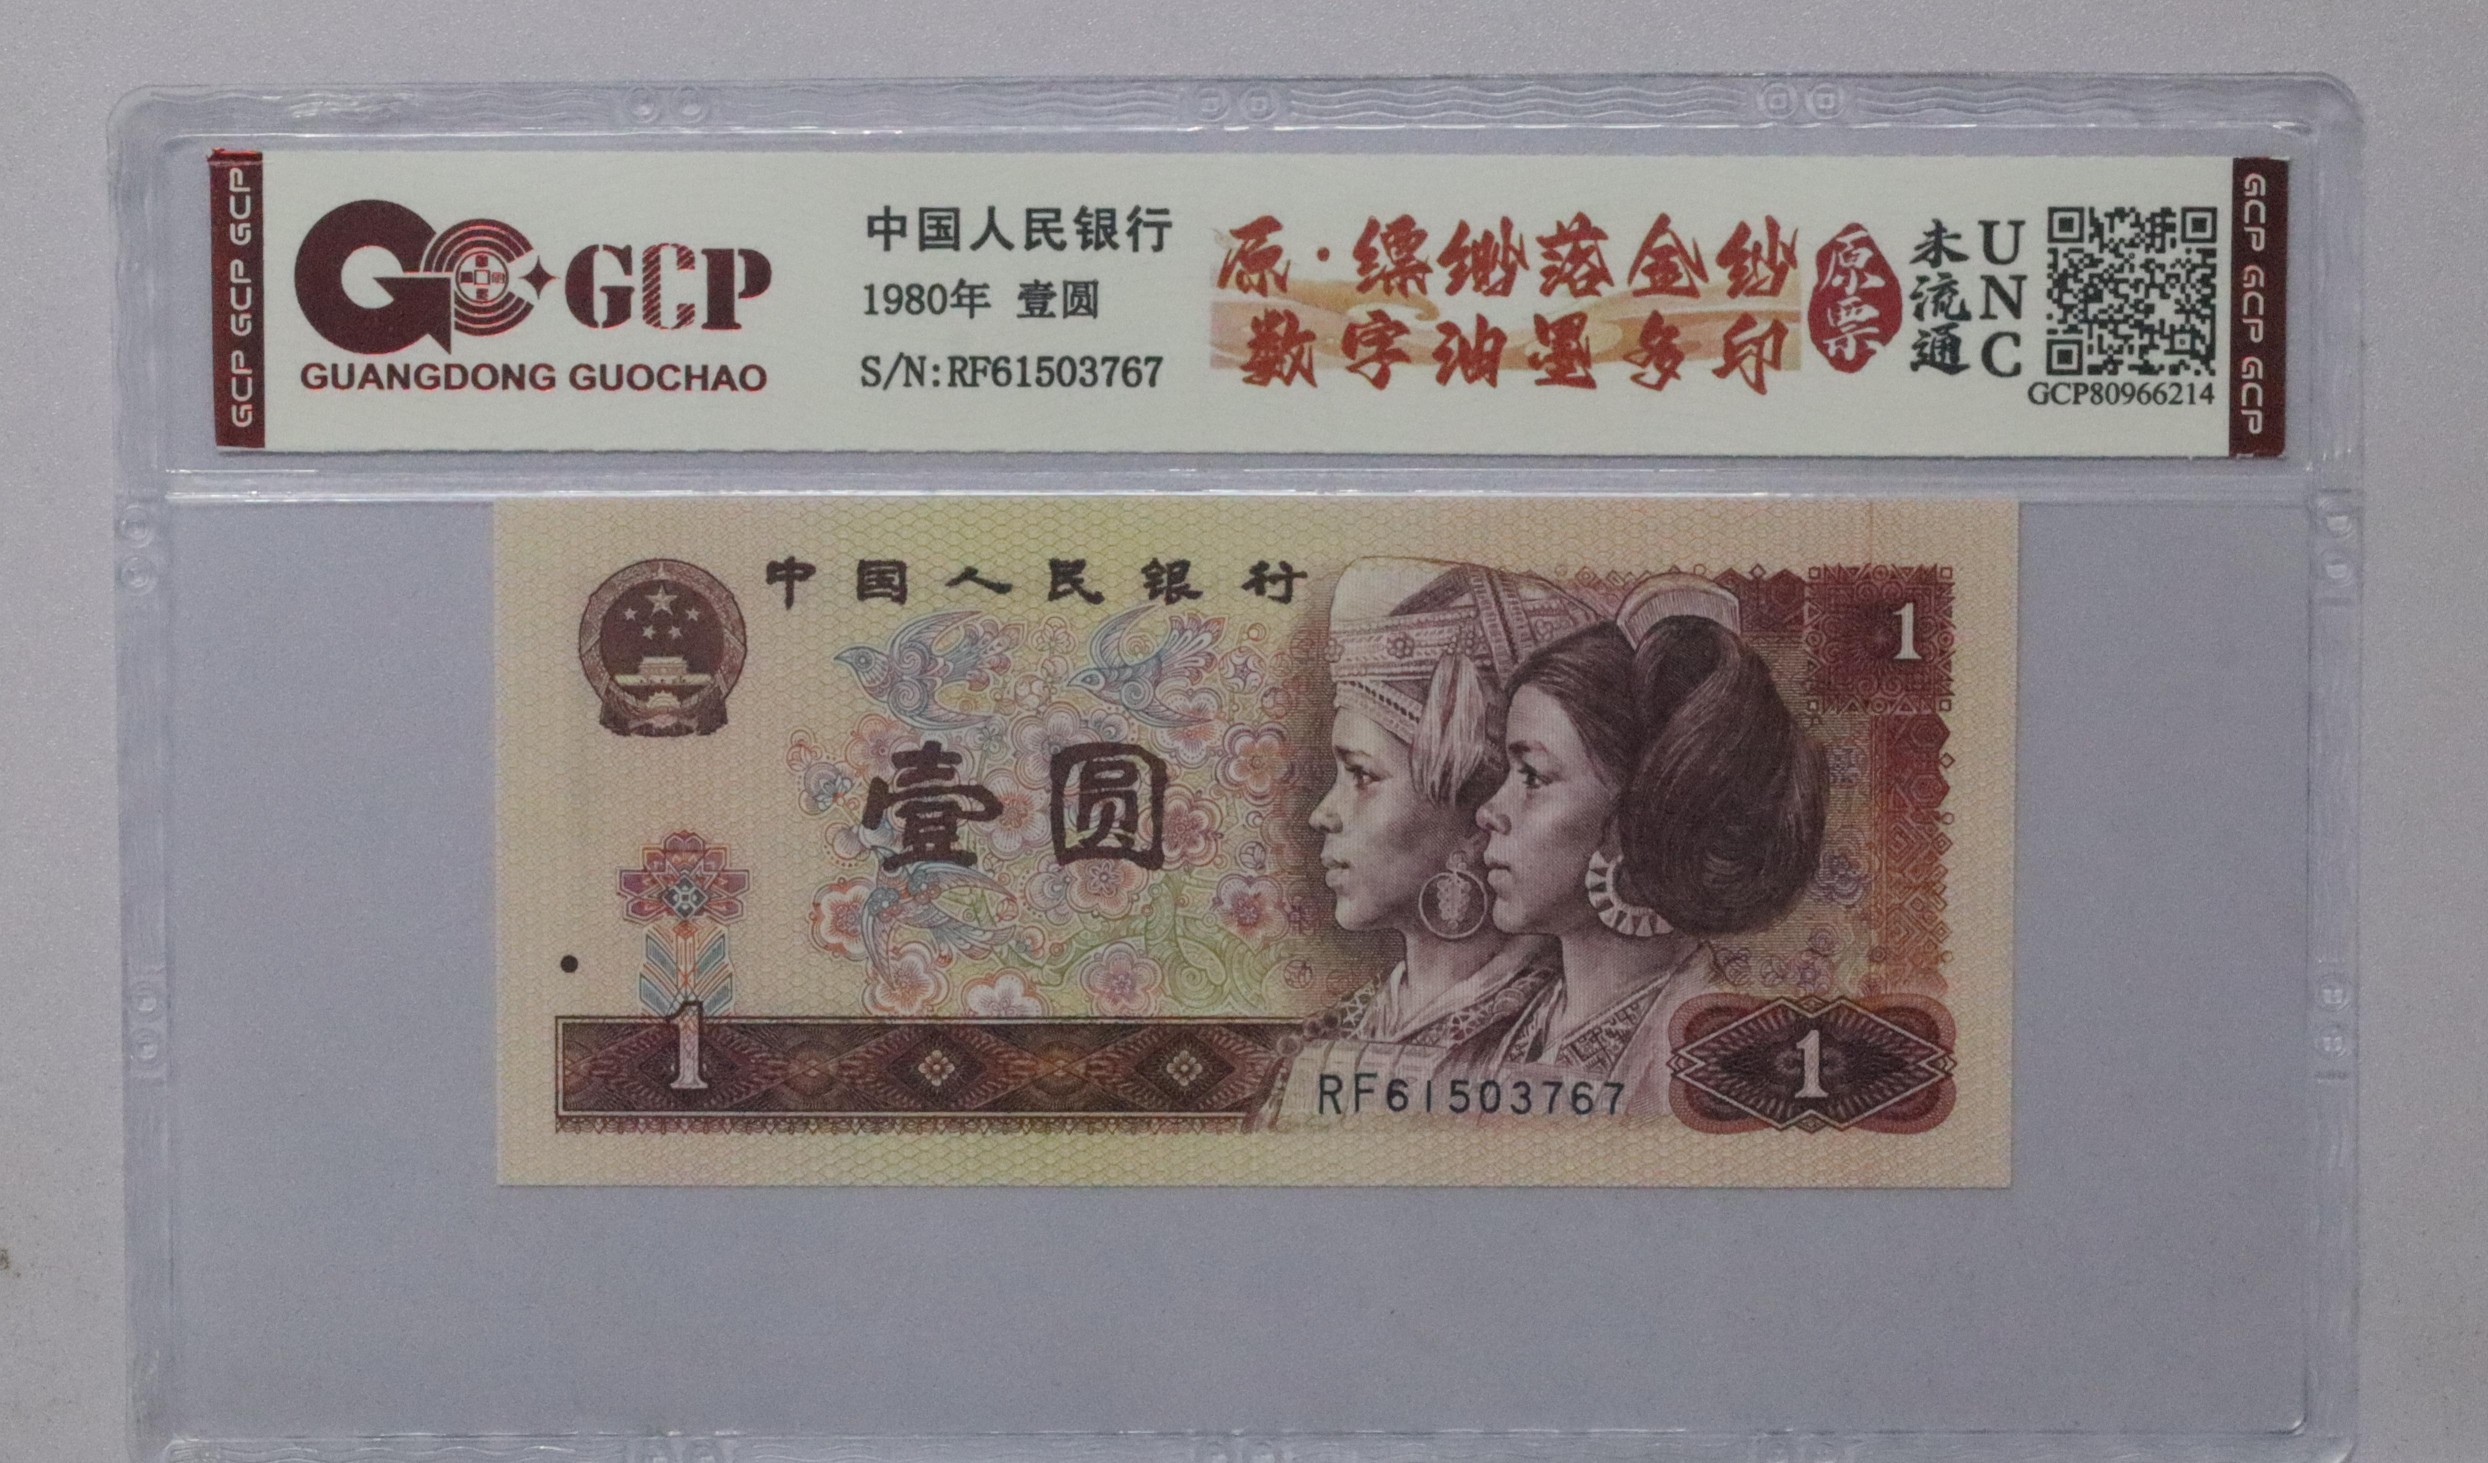 GCP GCP GCP GCP
GCP
GUANGDONG GUOCHAO
中国人民银行
1980年 壹圆
S/N:RF61503767
原·缥缈落金纱
数字油墨多印
原票
未流通
UNC
GCP80966214
GCP GCP GCP GCP
中国人民银行
1
壹圆
1
RF61503767
1